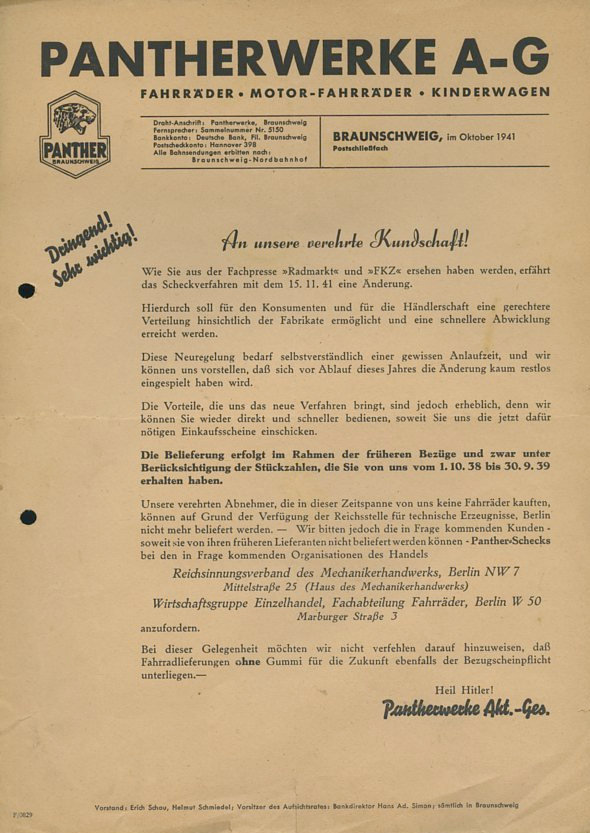 PANTHERWERKE A-G
FAHRRÄDER • MOTOR-FAHRRÄDER • KINDERWAGEN
PANTHER
BRAUNSCHWEIG
Draht-Anschrift: Pantherwerke, Braunschweig
Fernsprecher: Sammelnummer Nr. 5150
Bankkonto: Deutsche Bank, Fil. Braunschweig
Postscheckkonto: Hannover 398
Alle Bahnsendungen erbitten nach:
Braunschweig-Nordbahnhof
BRAUNSCHWEIG, im Oktober 1941
Postschließfach
Dringend!
Sehr wichtig!
An unsere verehrte Kundschaft!
Wie Sie aus der Fachpresse »Radmarkt« und »FKZ« ersehen haben werden, erfährt
das Scheckverfahren mit dem 15. 11. 41 eine Änderung.
Hierdurch soll für den Konsumenten und für die Händlerschaft eine gerechtere
Verteilung hinsichtlich der Fabrikate ermöglicht und eine schnellere Abwicklung
erreicht werden.
Diese Neuregelung bedarf selbstverständlich einer gewissen Anlaufzeit, und wir
können uns vorstellen, daß sich vor Ablauf dieses Jahres die Änderung kaum restlos
eingespielt haben wird.
Die Vorteile, die uns das neue Verfahren bringt, sind jedoch erheblich, denn wir
können Sie wieder direkt und schneller bedienen, soweit Sie uns die jetzt dafür
nötigen Einkaufsscheine einschicken.
Die Belieferung erfolgt im Rahmen der früheren Bezüge und zwar unter
Berücksichtigung der Stückzahlen, die Sie von uns vom 1. 10. 38 bis 30. 9. 39
erhalten haben.
Unsere verehrten Abnehmer, die in dieser Zeitspanne von uns keine Fahrräder kauften,
können auf Grund der Verfügung der Reichsstelle für technische Erzeugnisse, Berlin
nicht mehr beliefert werden. — Wir bitten jedoch die in Frage kommenden Kunden -
soweit sie von ihren früheren Lieferanten nicht beliefert werden können - Panther-Schecks
bei den in Frage kommenden Organisationen des Handels
Reichsinnungsverband des Mechanikerhandwerks, Berlin NW 7
Mittelstraße 25 (Haus des Mechanikerhandwerks)
Wirtschaftsgruppe Einzelhandel, Fachabteilung Fahrräder, Berlin W 50
Marburger Straße 3
anzufordern.
Bei dieser Gelegenheit möchten wir nicht verfehlen darauf hinzuweisen, daß
Fahrradlieferungen ohne Gummi für die Zukunft ebenfalls der Bezugscheinpflicht
unterliegen.—
Heil Hitler!
Pantherwerke Akt.-Ges.
Vorstand: Erich Schau, Helmut Schmiedel; Vorsitzer des Aufsichtsrates: Bankdirektor Hans Ad. Simon; sämtlich in Braunschweig
F/0829